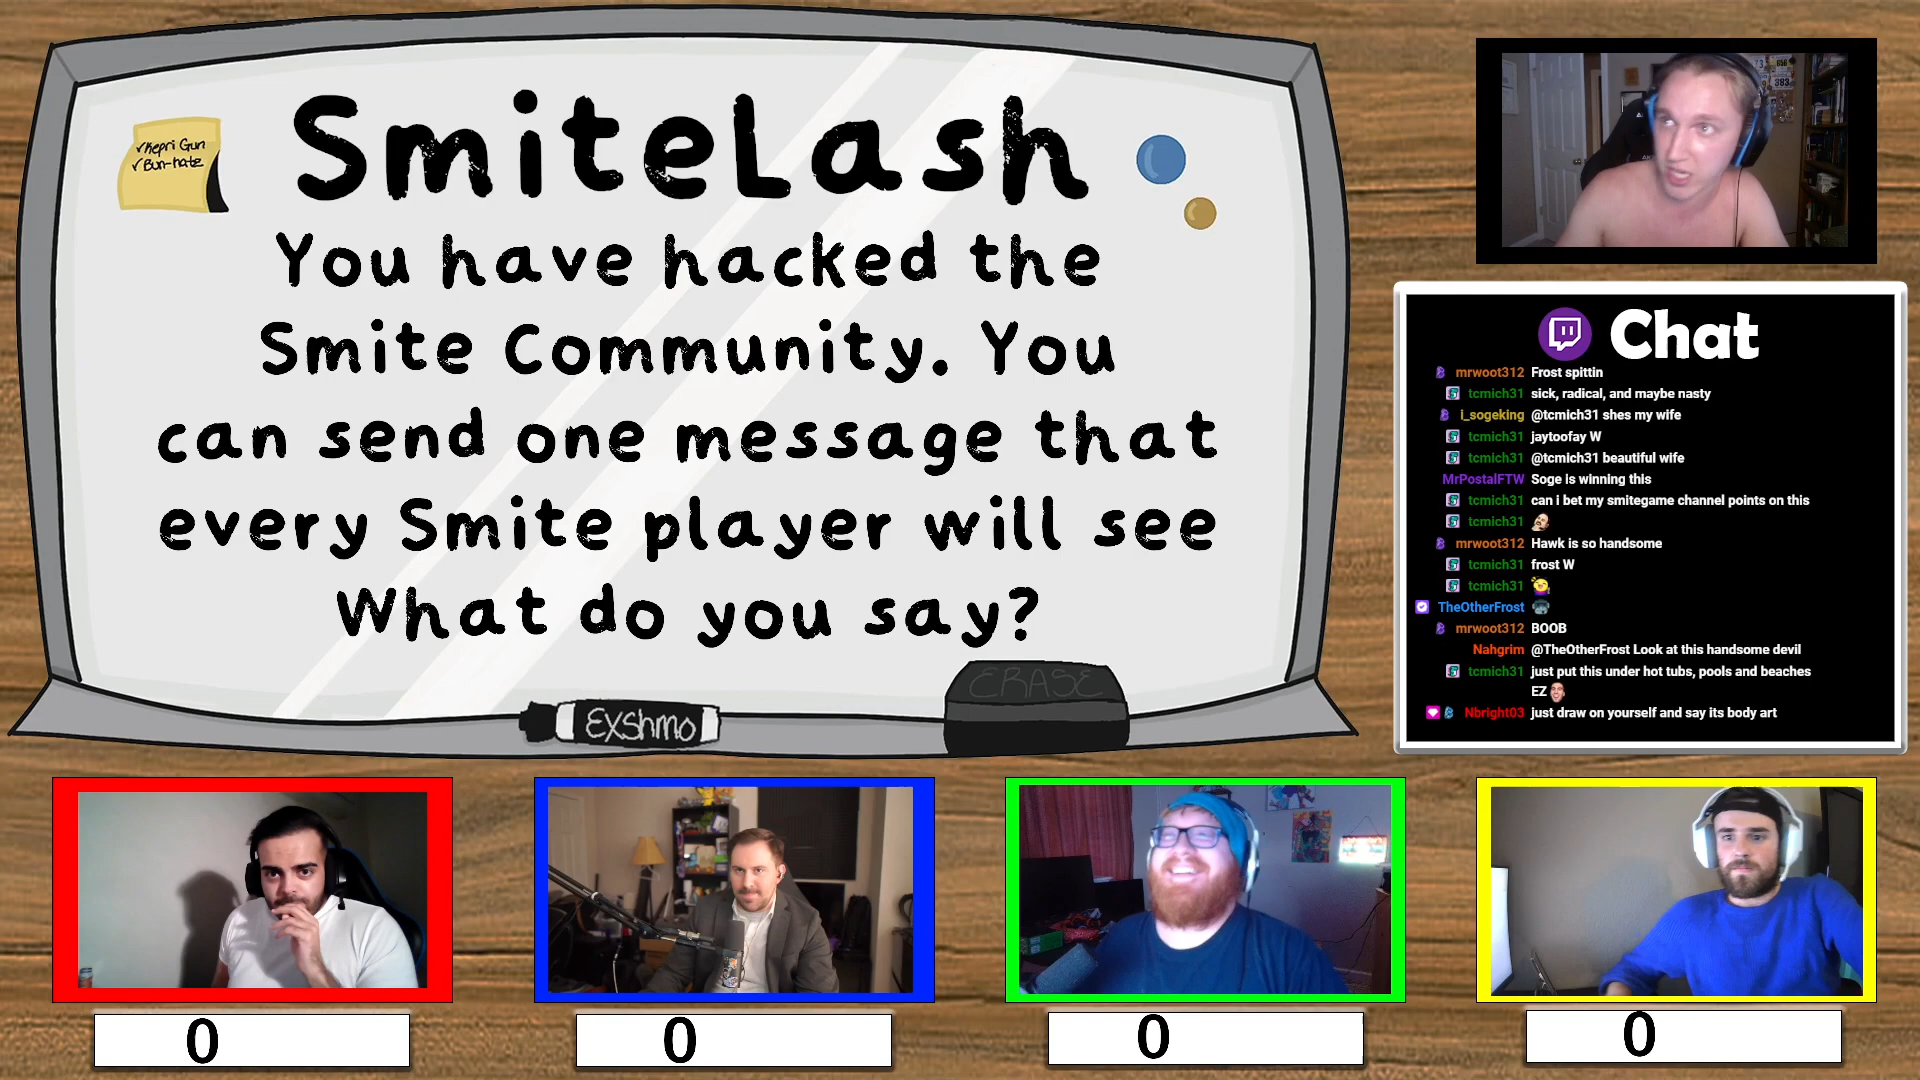 ✓Kepri Gun
✓Bun-nate
SmiteLash
You have hacked the
Smite Community. You
can send one message that
every Smite player will see
What do you say?
ERASE
EXShmo
Chat
mrwoot312 Frost spittin
tcmich31 sick, radical, and maybe nasty
i_sogeking @tcmich31 shes my wife
tcmich31 jaytoofay W
tcmich31 @tcmich31 beautiful wife
MrPostalFTW Soge is winning this
tcmich31 can i bet my smitegame channel points on this
tcmich31
mrwoot312 Hawk is so handsome
tcmich31 frost W
tcmich31
TheOtherFrost
mrwoot312 BOOB
Nahgrim @TheOtherFrost Look at this handsome devil
tcmich31 just put this under hot tubs, pools and beaches
EZ
Nbright03 just draw on yourself and say its body art
0
0
0
0